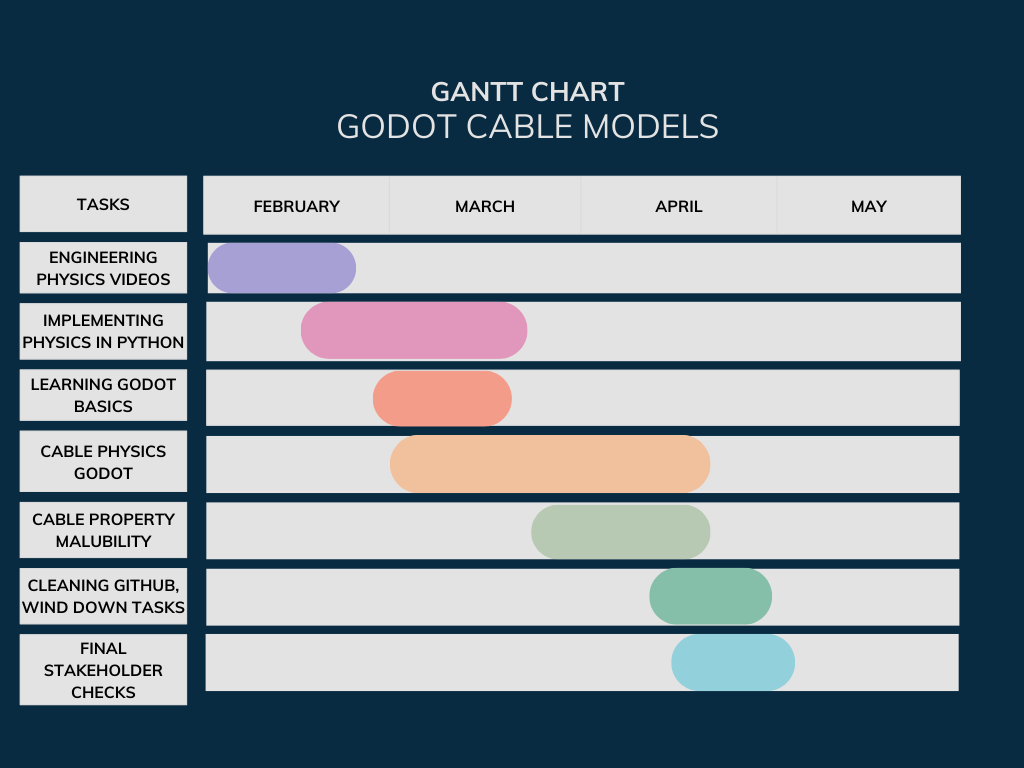 GANTT CHART
GODOT CABLE MODELS
TASKS
FEBRUARY
MARCH
APRIL
MAY
ENGINEERING
PHYSICS VIDEOS
IMPLEMENTING
PHYSICS IN PYTHON
LEARNING GODOT
BASICS
CABLE PHYSICS
GODOT
CABLE PROPERTY
MALUBILITY
CLEANING GITHUB,
WIND DOWN TASKS
FINAL
STAKEHOLDER
CHECKS